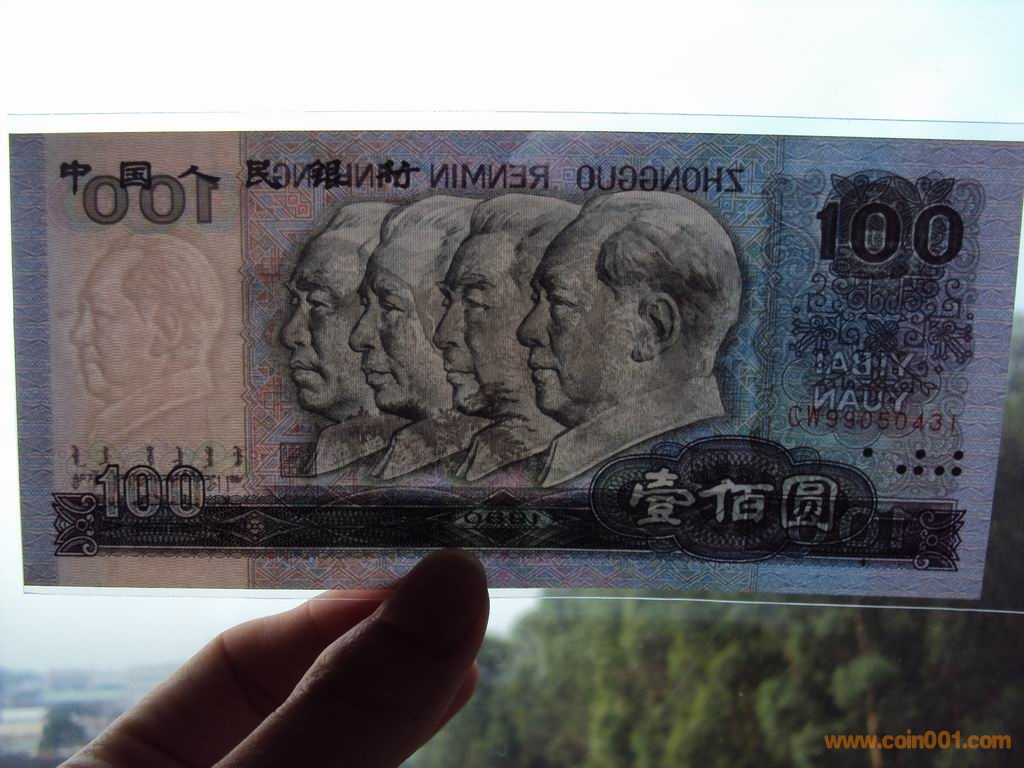 中国人民银行
ZHONGGUO RENMIN YINHANG
100
100
YIBAI
YUAN
CW99050431
100
壹佰圆
1990
www.coin001.com